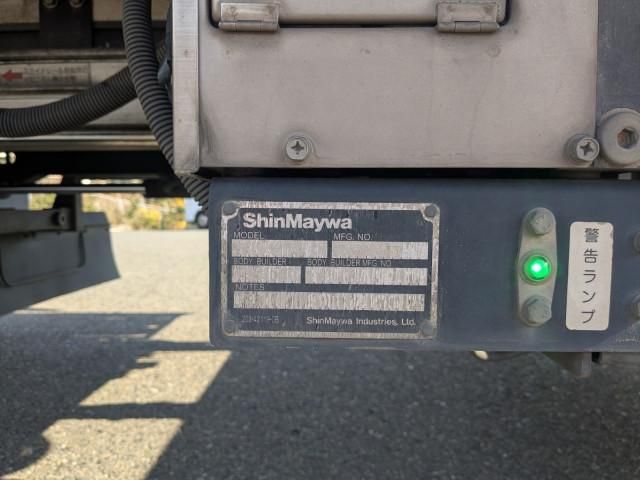 ShinMaywa
MODEL MFG. NO.
BODY BUILDER BODY BUILDER MFG. NO.
NOTES
ShinMaywa Industries, Ltd.
警告ランプ